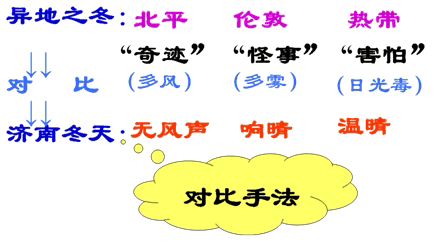 异地之冬：北平 伦敦 热带
“奇迹” “怪事” “害怕”
对 比 （多风） （多雾） （日光毒）
济南冬天：无风声 响晴 温晴
对比手法